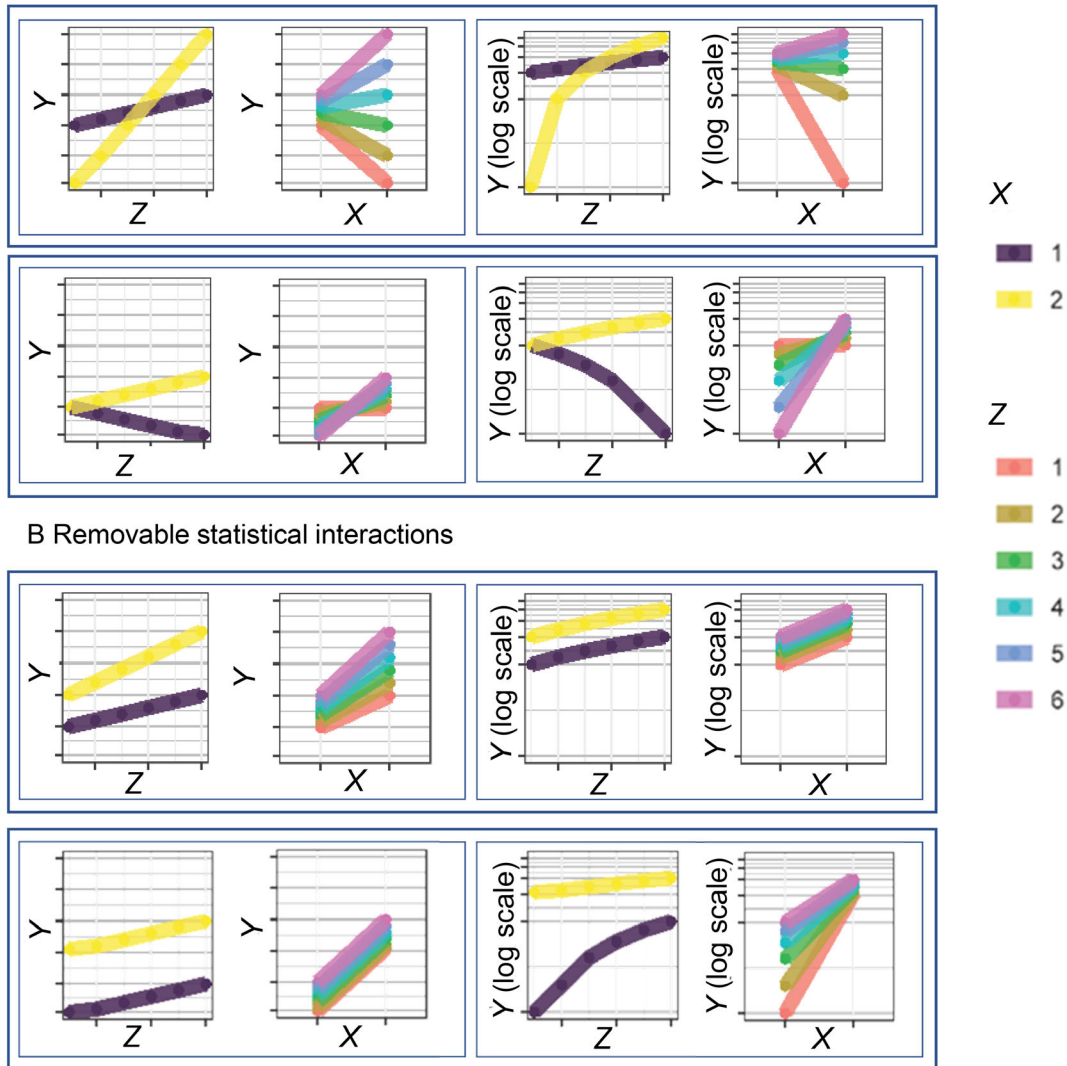 Y
Z
Y
X
Y (log scale)
Z
Y (log scale)
X
Y
Z
Y
X
Y (log scale)
Z
Y (log scale)
X
B Removable statistical interactions
Y
Z
Y
X
Y (log scale)
Z
Y (log scale)
X
Y
Z
Y
X
Y (log scale)
Z
Y (log scale)
X
X
1
2
Z
1
2
3
4
5
6